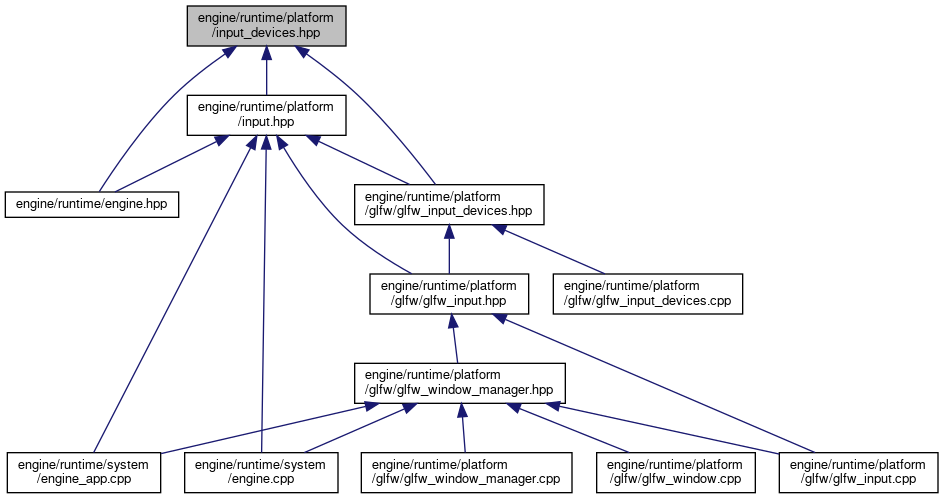 engine/runtime/platform
/input_devices.hpp
engine/runtime/platform
/input.hpp
engine/runtime/engine.hpp
engine/runtime/platform
/glfw/glfw_input_devices.hpp
engine/runtime/platform
/glfw/glfw_input.hpp
engine/runtime/platform
/glfw/glfw_input_devices.cpp
engine/runtime/platform
/glfw/glfw_window_manager.hpp
engine/runtime/system
/engine_app.cpp
engine/runtime/system
/engine.cpp
engine/runtime/platform
/glfw/glfw_window_manager.cpp
engine/runtime/platform
/glfw/glfw_window.cpp
engine/runtime/platform
/glfw/glfw_input.cpp